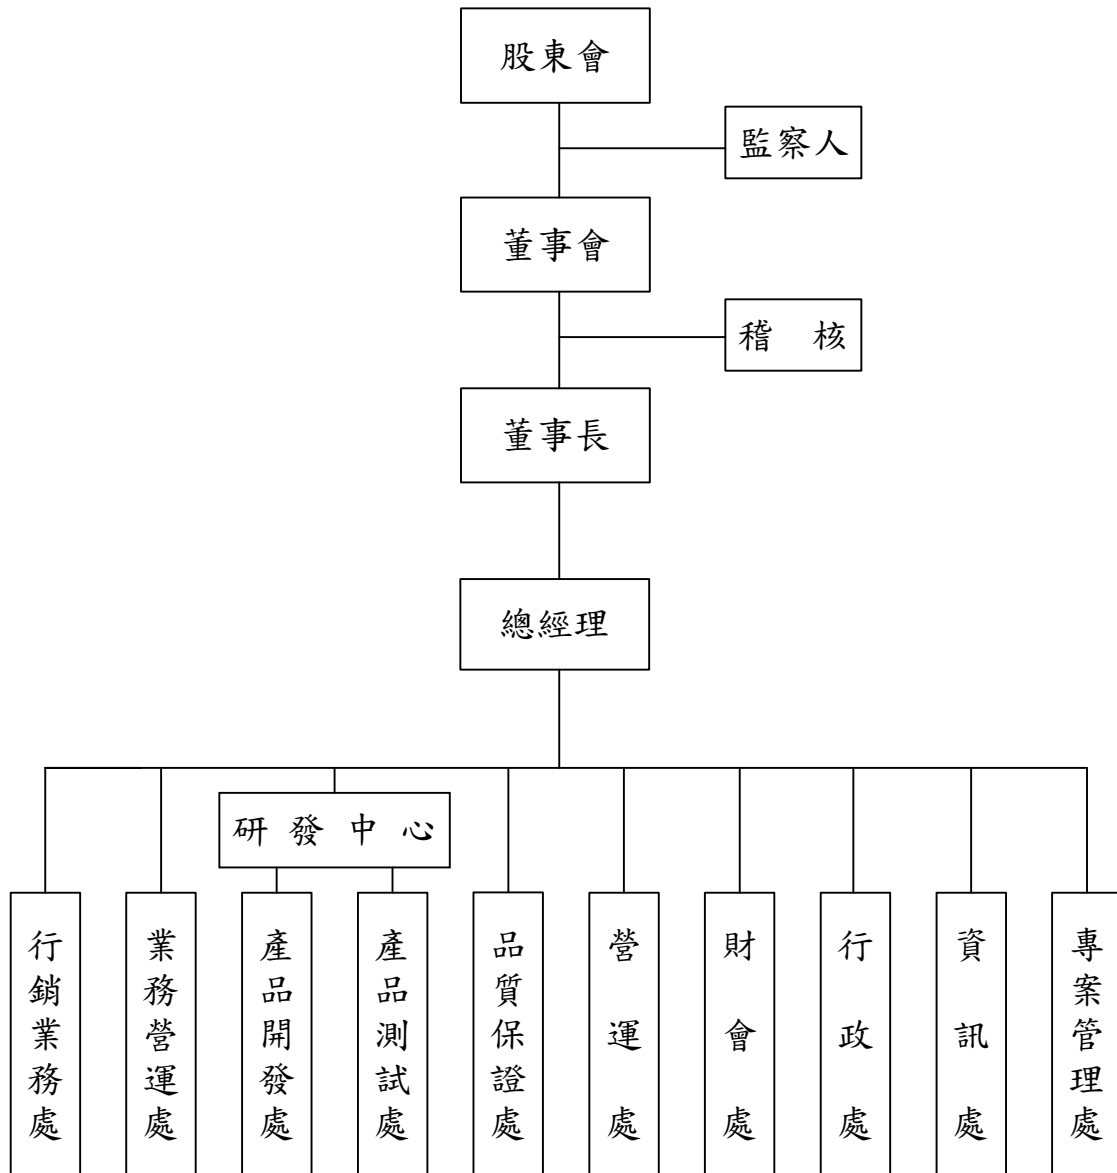 股東會
監察人
董事會
稽 核
董事長
總經理
研發中心
行銷業務處
業務營運處
產品開發處
產品測試處
品質保證處
營運處
財會處
行政處
資訊處
專案管理處